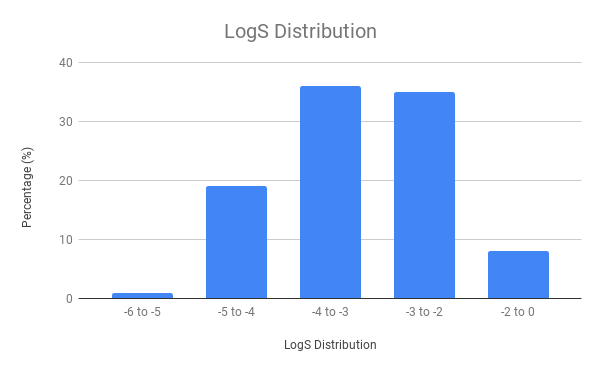 LogS Distribution
40
30
20
10
0
Percentage (%)
-6 to -5
-5 to -4
-4 to -3
-3 to -2
-2 to 0
LogS Distribution